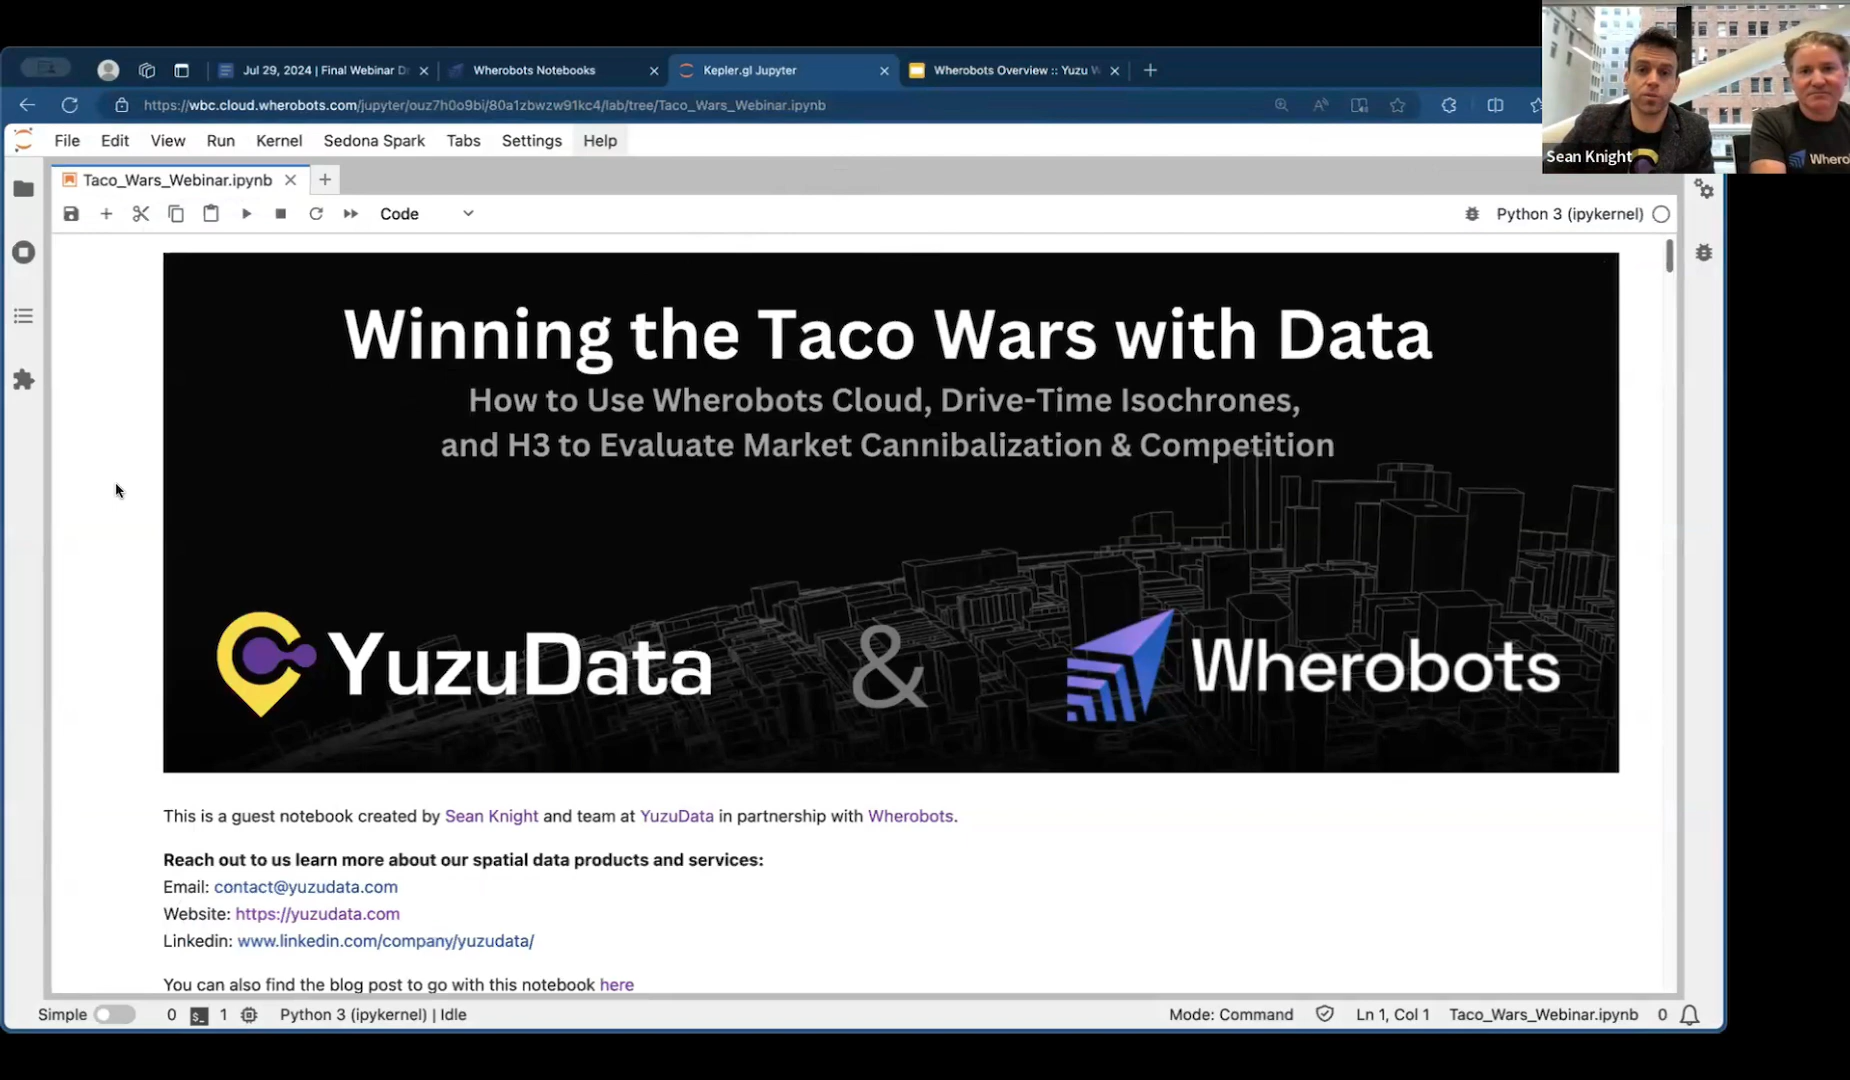 Jul 29, 2024 | Final Webinar D
Wherobots Notebooks
Kepler.gl Jupyter
Wherobots Overview :: Yuzu W
https://wbc.cloud.wherobots.com/jupyter/ouz7h0o9bi/80a1zbwzw91kc4/lab/tree/Taco_Wars_Webinar.ipynb
Sean Knight
Whero
File Edit View Run Kernel Sedona Spark Tabs Settings Help
Taco_Wars_Webinar.ipynb
Code
Python 3 (ipykernel)
Winning the Taco Wars with Data
How to Use Wherobots Cloud, Drive-Time Isochrones,
and H3 to Evaluate Market Cannibalization & Competition
YuzuData & Wherobots
This is a guest notebook created by Sean Knight and team at YuzuData in partnership with Wherobots.
Reach out to us learn more about our spatial data products and services:
Email: contact@yuzudata.com
Website: https://yuzudata.com
Linkedin: www.linkedin.com/company/yuzudata/
You can also find the blog post to go with this notebook here
Simple 0 $_ 1 Python 3 (ipykernel) | Idle Mode: Command Ln 1, Col 1 Taco_Wars_Webinar.ipynb 0